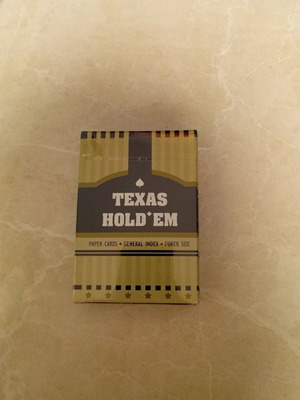 TEXAS
HOLD'EM
PAPER CARDS • GENERAL INDEX • POKER SIZE